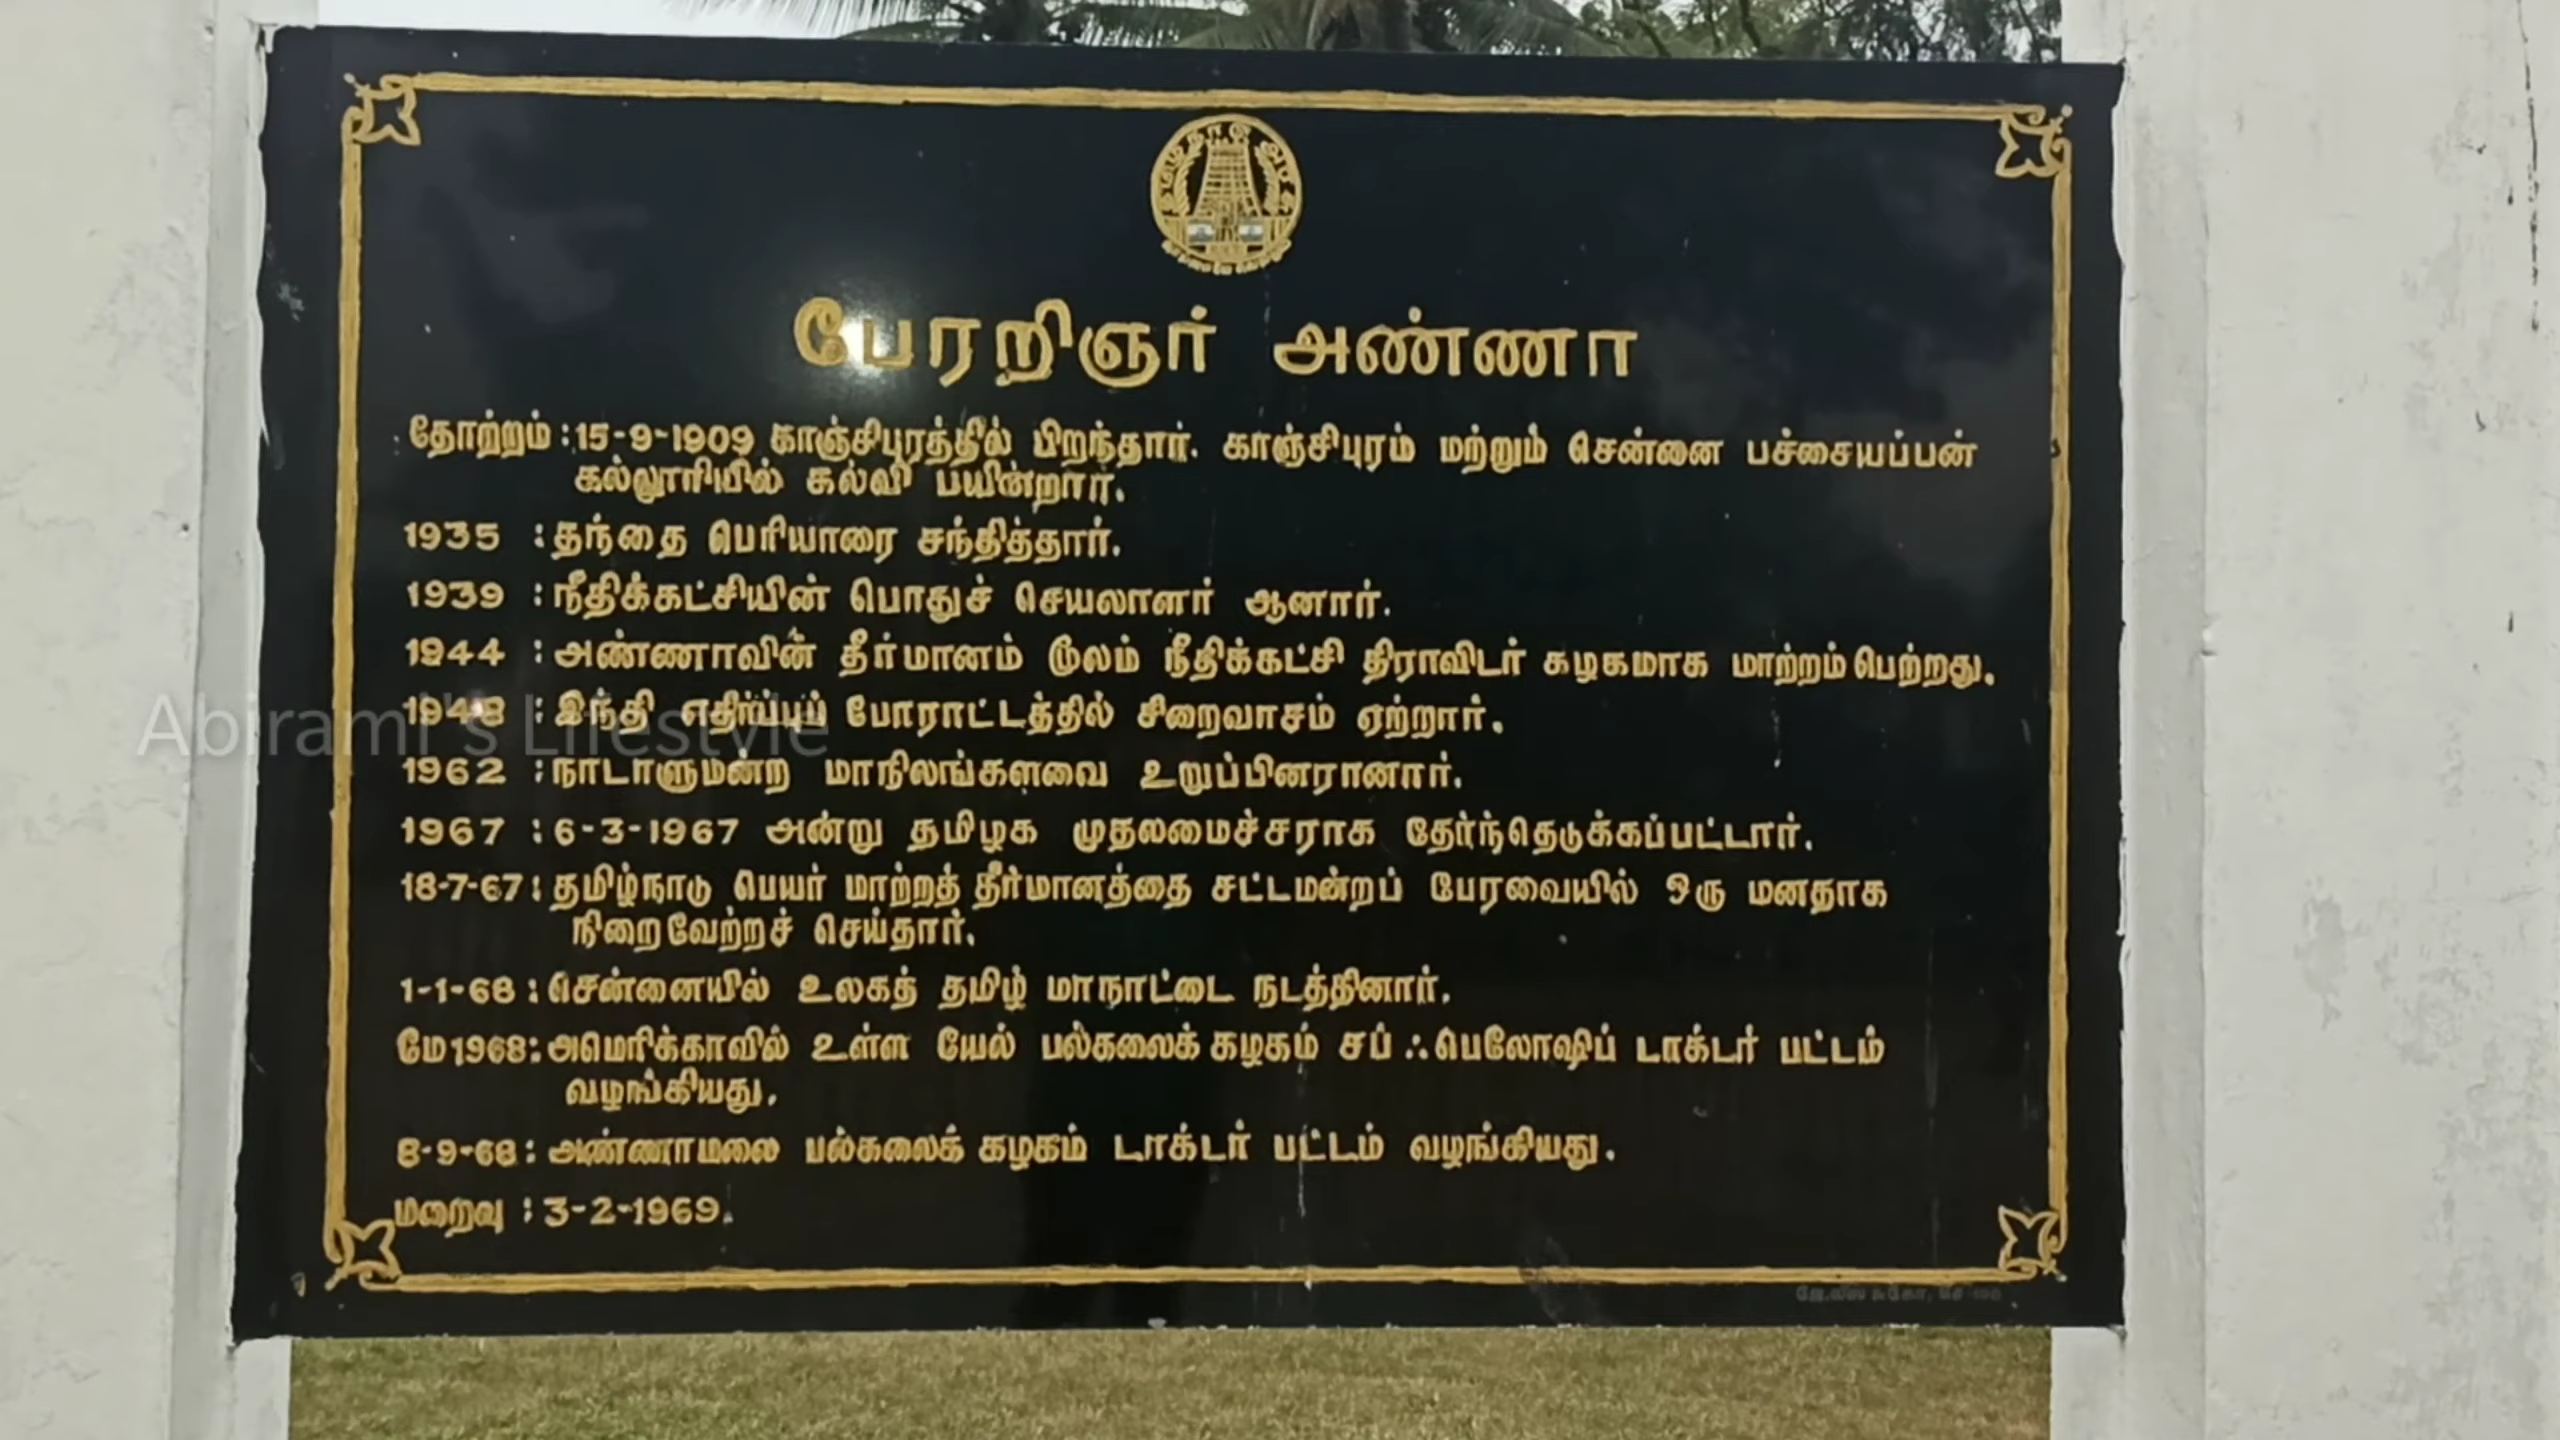 தமிழ்நாடு அரசு
வாய்மையே வெல்லும்
பேரறிஞர் அண்ணா
தோற்றம் : 15-9-1909 காஞ்சிபுரத்தில் பிறந்தார். காஞ்சிபுரம் மற்றும் சென்னை பச்சையப்பன்
கல்லூரியில் கல்வி பயின்றார்.
1935 : தந்தை பெரியாரை சந்தித்தார்.
1939 : நீதிக்கட்சியின் பொதுச் செயலாளர் ஆனார்.
1944 : அண்ணாவின் தீர்மானம் மூலம் நீதிக்கட்சி திராவிடர் கழகமாக மாற்றம் பெற்றது.
1948 : இந்தி எதிர்ப்புப் போராட்டத்தில் சிறைவாசம் ஏற்றார்.
Abirami's Lifestyle
1962 : நாடாளுமன்ற மாநிலங்களவை உறுப்பினரானார்.
1967 : 6-3-1967 அன்று தமிழக முதலமைச்சராக தேர்ந்தெடுக்கப்பட்டார்.
18-7-67 : தமிழ்நாடு பெயர் மாற்றத் தீர்மானத்தை சட்டமன்றப் பேரவையில் ஒரு மனதாக
நிறைவேற்றச் செய்தார்.
1-1-68 : சென்னையில் உலகத் தமிழ் மாநாட்டை நடத்தினார்.
மே 1968 : அமெரிக்காவில் உள்ள யேல் பல்கலைக் கழகம் சப் ஃபெலோஷிப் டாக்டர் பட்டம்
வழங்கியது.
8-9-68 : அண்ணாமலை பல்கலைக் கழகம் டாக்டர் பட்டம் வழங்கியது.
மறைவு : 3-2-1969.